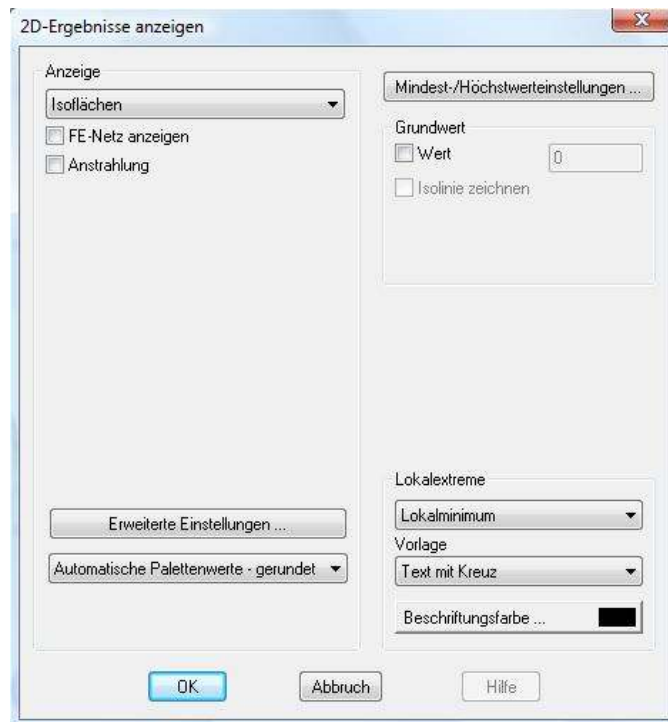 2D-Ergebnisse anzeigen
Anzeige
Isoflächen
FE-Netz anzeigen
Anstrahlung
Erweiterte Einstellungen ...
Automatische Palettenwerte - gerundet
Mindest-/Höchstwerteinstellungen ...
Grundwert
Wert
0
Isolinie zeichnen
Lokalextreme
Lokalminimum
Vorlage
Text mit Kreuz
Beschriftungsfarbe ...
OK
Abbruch
Hilfe